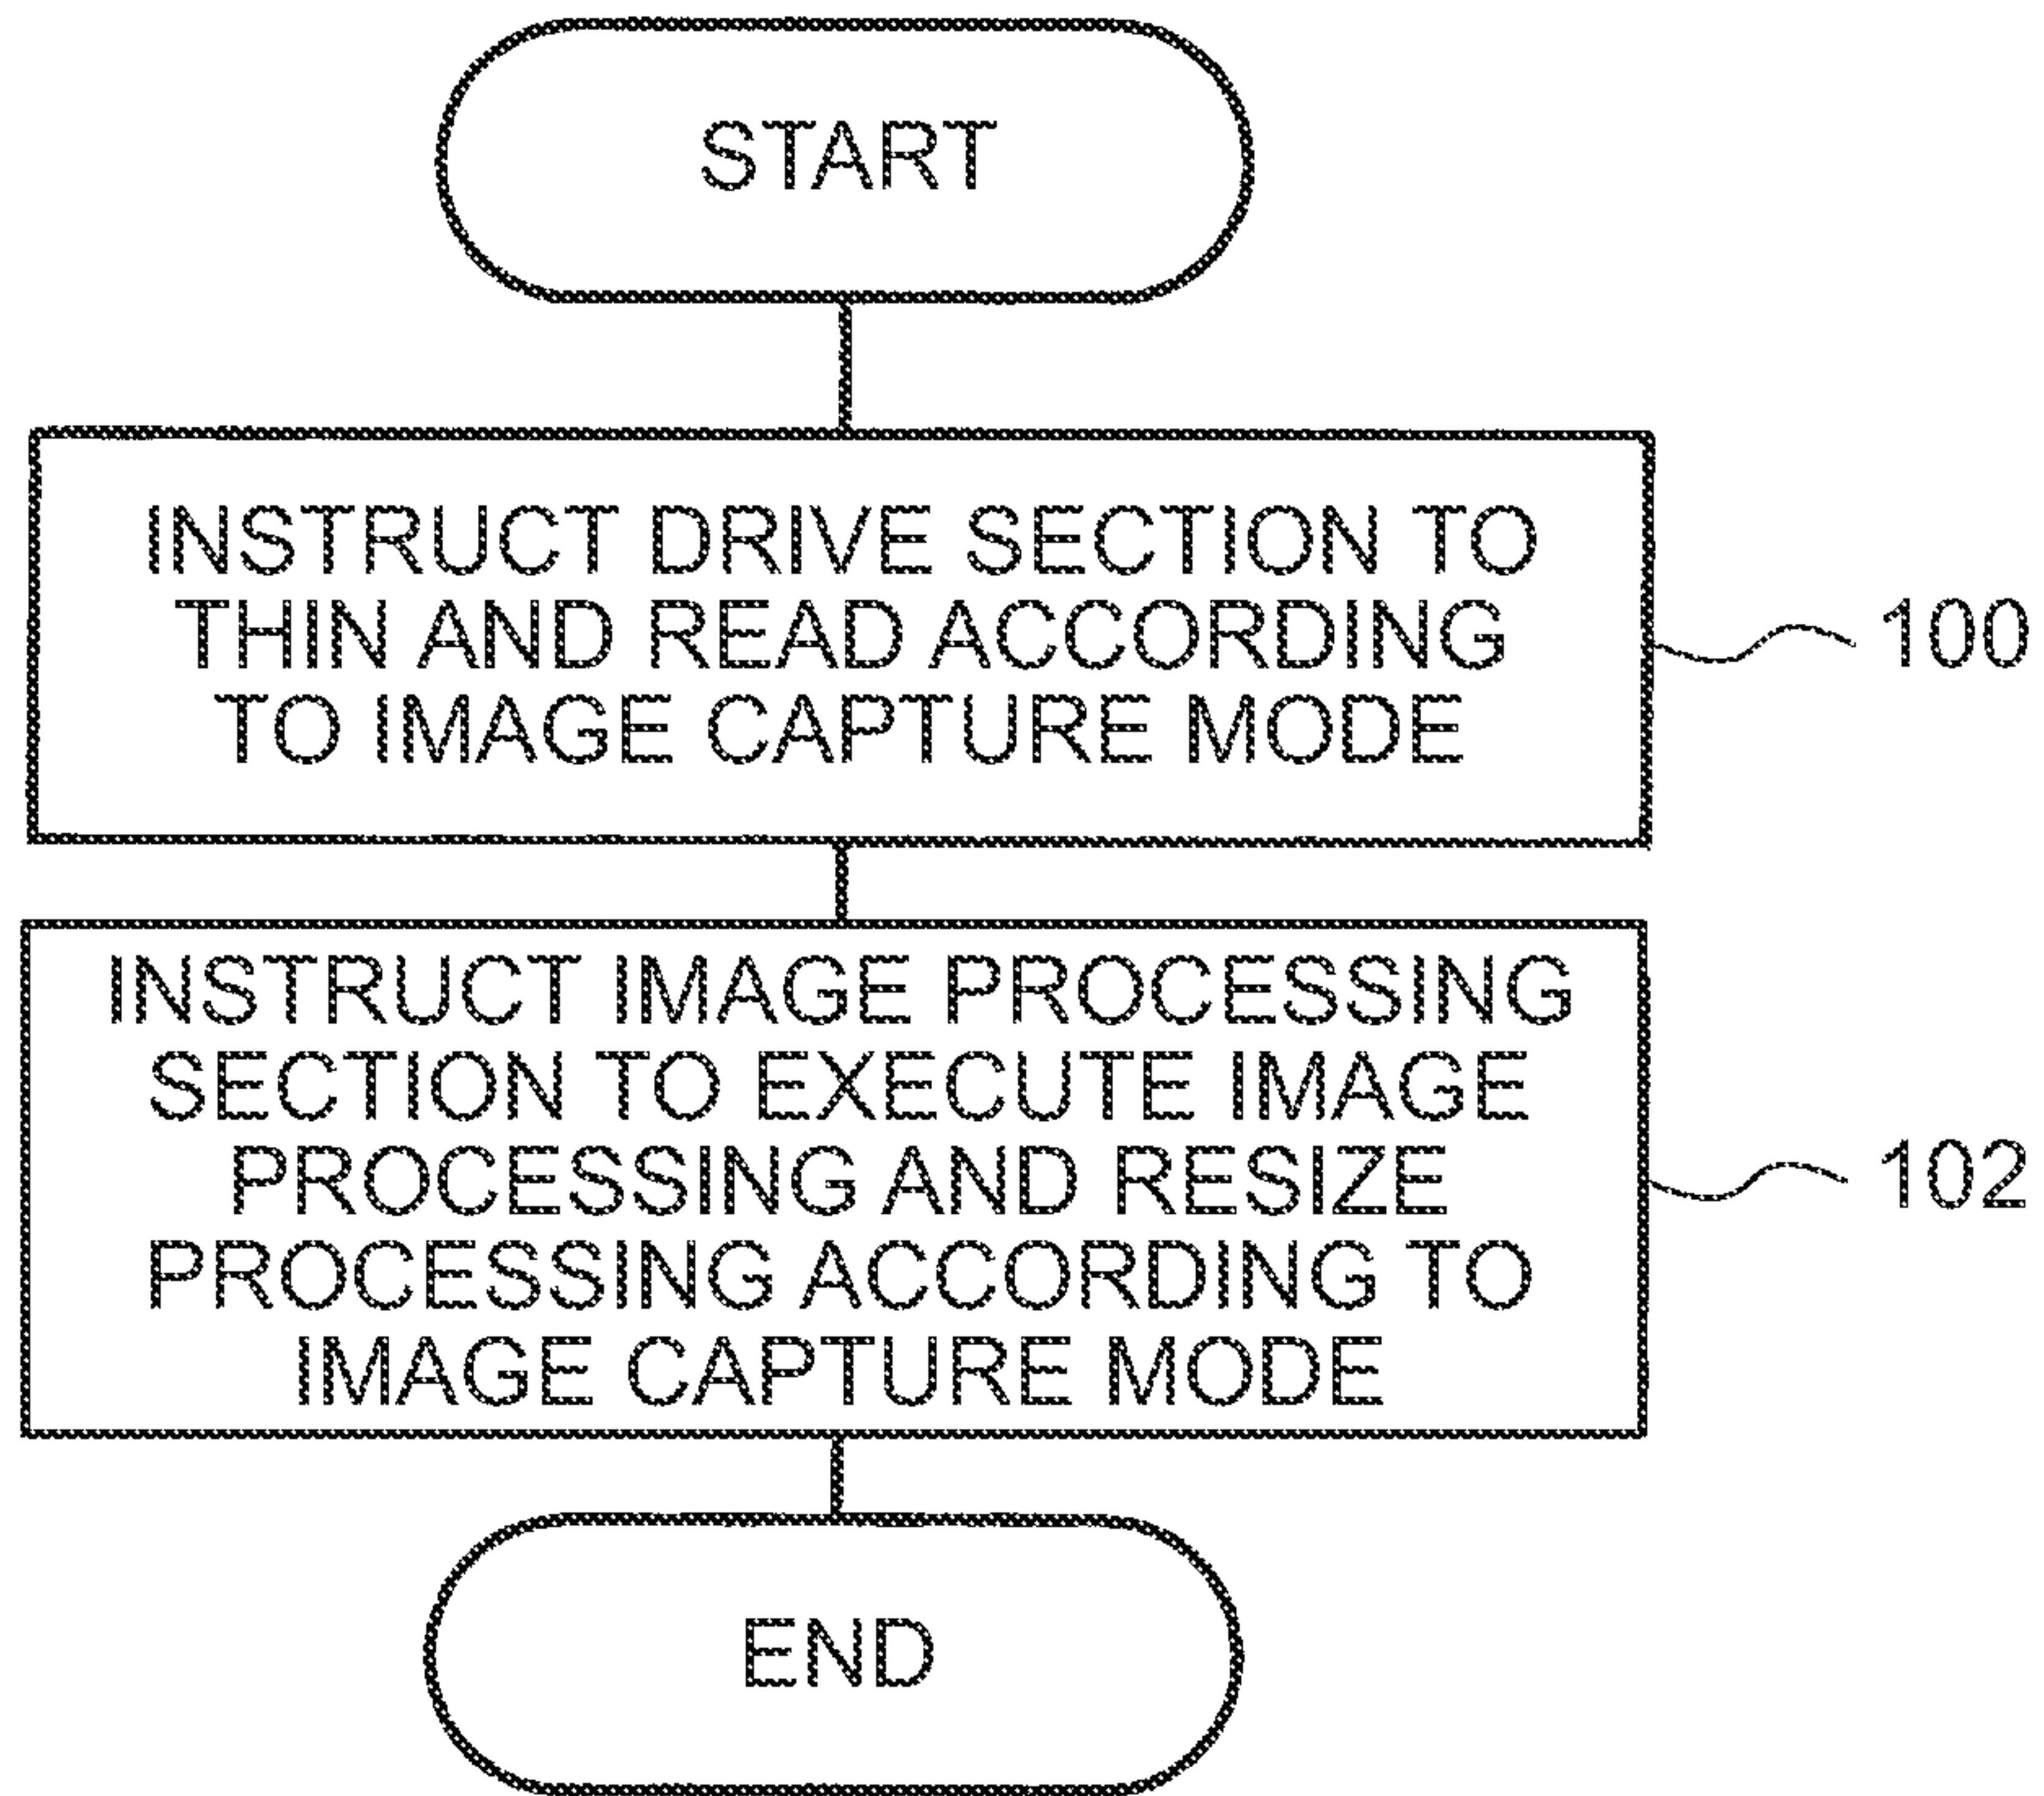 START
INSTRUCT DRIVE SECTION TO
THIN AND READ ACCORDING
TO IMAGE CAPTURE MODE
100
INSTRUCT IMAGE PROCESSING
SECTION TO EXECUTE IMAGE
PROCESSING AND RESIZE
PROCESSING ACCORDING TO
IMAGE CAPTURE MODE
102
END